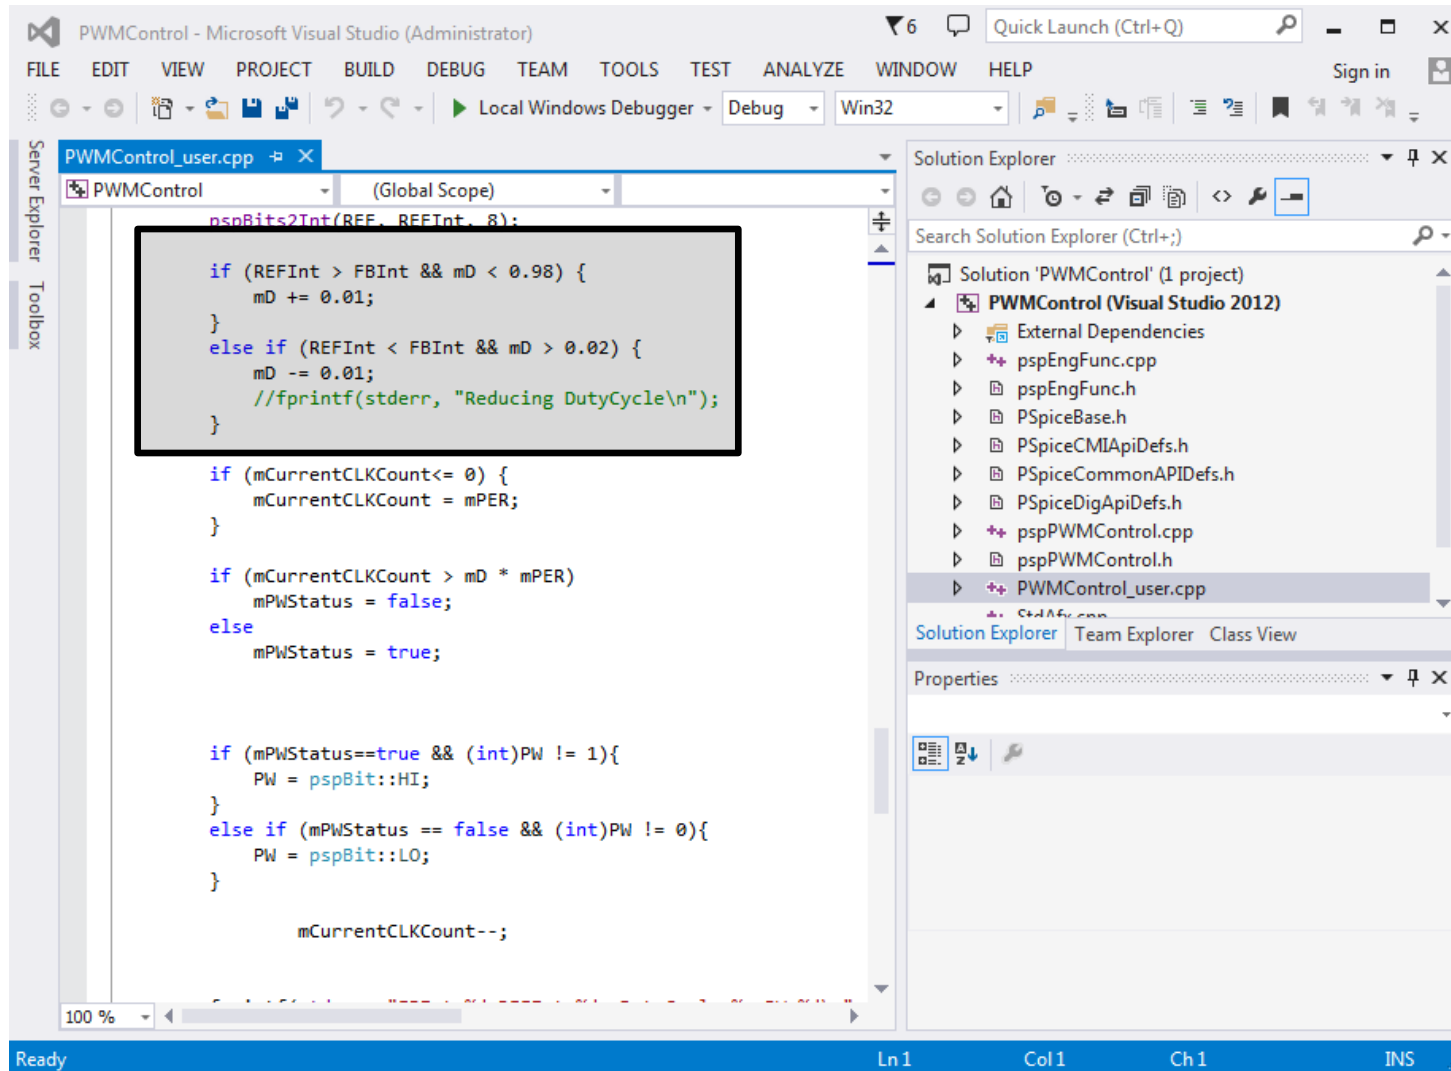 PWMControl - Microsoft Visual Studio (Administrator)
6
Quick Launch (Ctrl+Q)
FILE EDIT VIEW PROJECT BUILD DEBUG TEAM TOOLS TEST ANALYZE WINDOW HELP
Sign in
Local Windows Debugger
Debug
Win32
Server Explorer
Toolbox
PWMControl_user.cpp
PWMControl
(Global Scope)
pspBits2Int(REF, REFInt, 8);
if (REFInt > FBInt && mD < 0.98) {
mD += 0.01;
}
else if (REFInt < FBInt && mD > 0.02) {
mD -= 0.01;
//fprintf(stderr, "Reducing DutyCycle\n");
}
if (mCurrentCLKCount<= 0) {
mCurrentCLKCount = mPER;
}
if (mCurrentCLKCount > mD * mPER)
mPWStatus = false;
else
mPWStatus = true;
if (mPWStatus==true && (int)PW != 1){
PW = pspBit::HI;
}
else if (mPWStatus == false && (int)PW != 0){
PW = pspBit::LO;
}
mCurrentCLKCount--;
100 %
Solution Explorer
Search Solution Explorer (Ctrl+;)
Solution 'PWMControl' (1 project)
PWMControl (Visual Studio 2012)
External Dependencies
pspEngFunc.cpp
pspEngFunc.h
PSpiceBase.h
PSpiceCMIApiDefs.h
PSpiceCommonAPIDefs.h
PSpiceDigApiDefs.h
pspPWMControl.cpp
pspPWMControl.h
PWMControl_user.cpp
StdAfx.cpp
Solution Explorer Team Explorer Class View
Properties
Ready
Ln 1
Col 1
Ch 1
INS